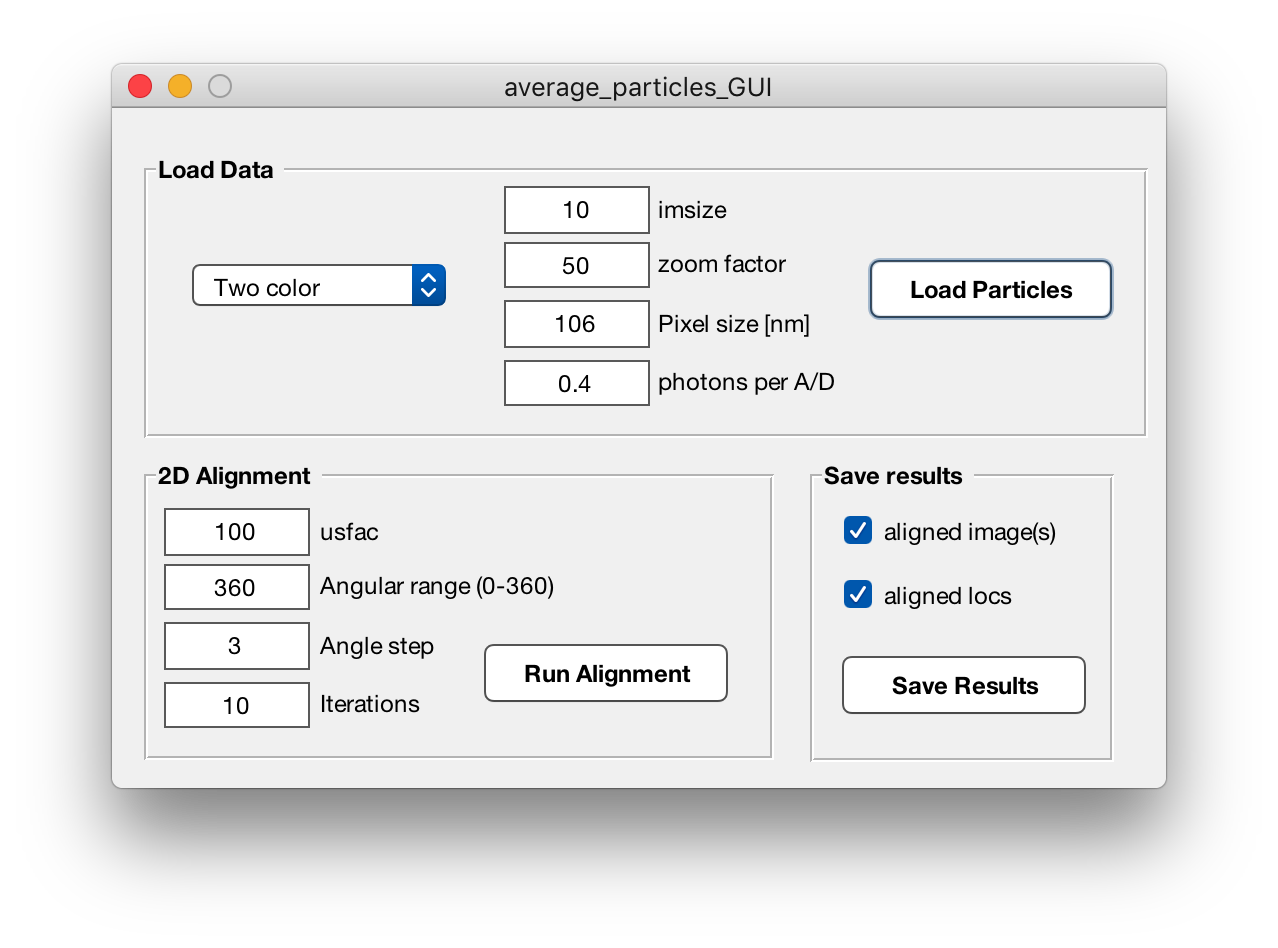 average_particles_GUI
Load Data
Two color
10 imsize
50 zoom factor
106 Pixel size [nm]
0.4 photons per A/D
Load Particles
2D Alignment
100 usfac
360 Angular range (0-360)
3 Angle step
10 Iterations
Run Alignment
Save results
aligned image(s)
aligned locs
Save Results